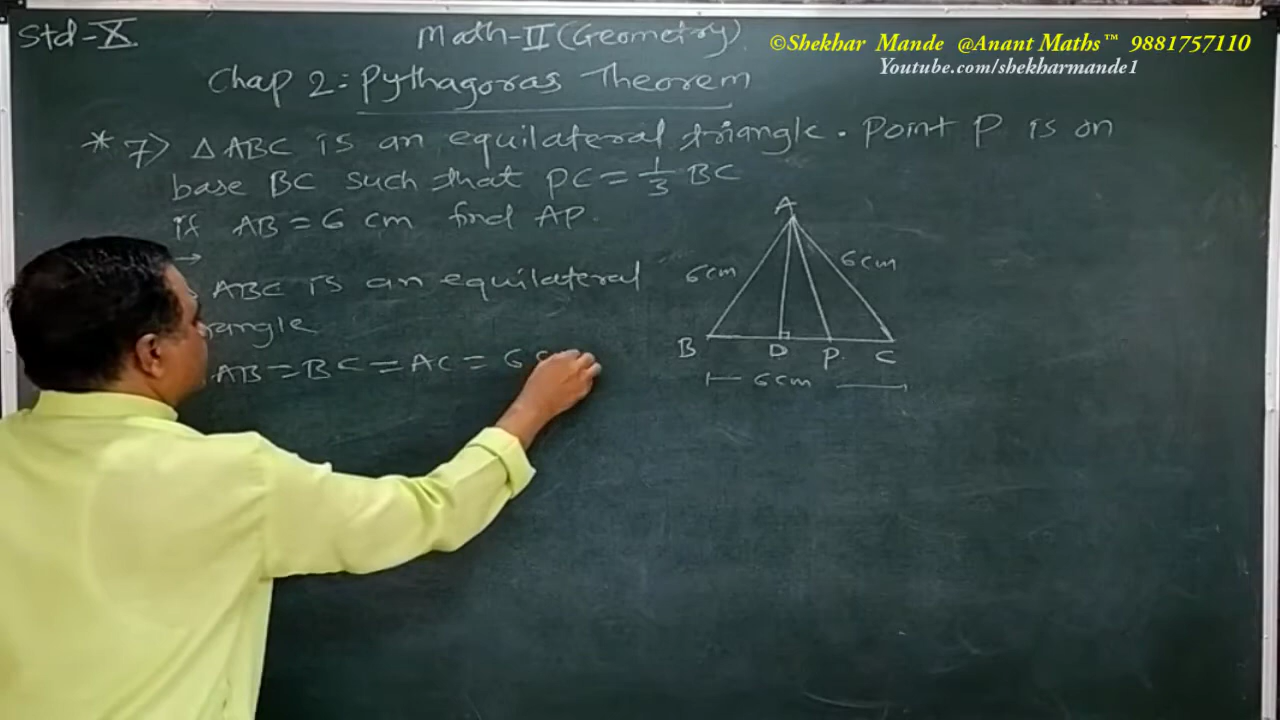 Std-X
Math-II (Geometry)
©Shekhar Mande @Anant Maths™ 9881757110
Youtube.com/shekharmande1
Chap 2: Pythagoras Theorem
* 7) △ABC is an equilateral triangle. Point P is on
base BC such that PC = 1/3 BC
if AB = 6 cm find AP.
→
ABC is an equilateral
AB = BC = AC = 6 c
A
6cm
6cm
B D P. C
6cm